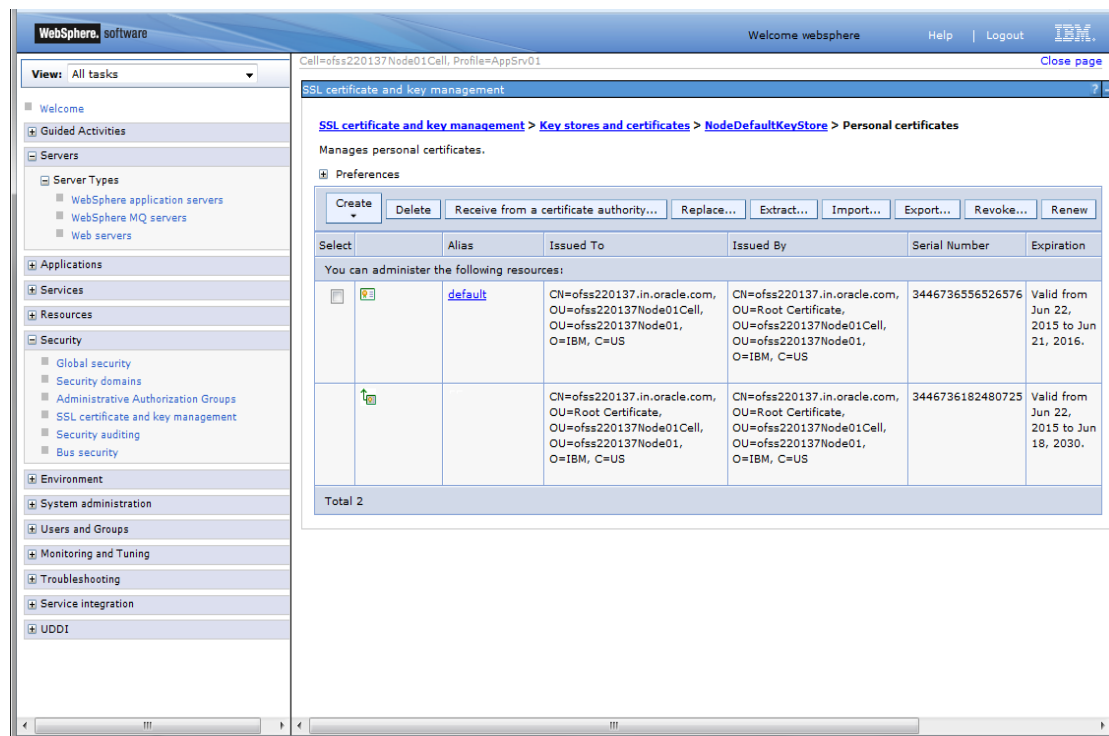 WebSphere. software
Welcome websphere Help | Logout IBM.
View: All tasks
Cell=ofss220137Node01Cell, Profile=AppSrv01
Close page
Welcome
Guided Activities
Servers
Server Types
WebSphere application servers
WebSphere MQ servers
Web servers
Applications
Services
Resources
Security
Global security
Security domains
Administrative Authorization Groups
SSL certificate and key management
Security auditing
Bus security
Environment
System administration
Users and Groups
Monitoring and Tuning
Troubleshooting
Service integration
UDDI
SSL certificate and key management ? -
SSL certificate and key management > Key stores and certificates > NodeDefaultKeyStore > Personal certificates
Manages personal certificates.
Preferences
Create Delete Receive from a certificate authority... Replace... Extract... Import... Export... Revoke... Renew
Select Alias Issued To Issued By Serial Number Expiration
You can administer the following resources:
default
CN=ofss220137.in.oracle.com,
OU=ofss220137Node01Cell,
OU=ofss220137Node01,
O=IBM, C=US
CN=ofss220137.in.oracle.com,
OU=Root Certificate,
OU=ofss220137Node01Cell,
OU=ofss220137Node01,
O=IBM, C=US
3446736556526576
Valid from
Jun 22,
2015 to Jun
21, 2016.
CN=ofss220137.in.oracle.com,
OU=Root Certificate,
OU=ofss220137Node01Cell,
OU=ofss220137Node01,
O=IBM, C=US
CN=ofss220137.in.oracle.com,
OU=Root Certificate,
OU=ofss220137Node01Cell,
OU=ofss220137Node01,
O=IBM, C=US
3446736182480725
Valid from
Jun 22,
2015 to Jun
18, 2030.
Total 2